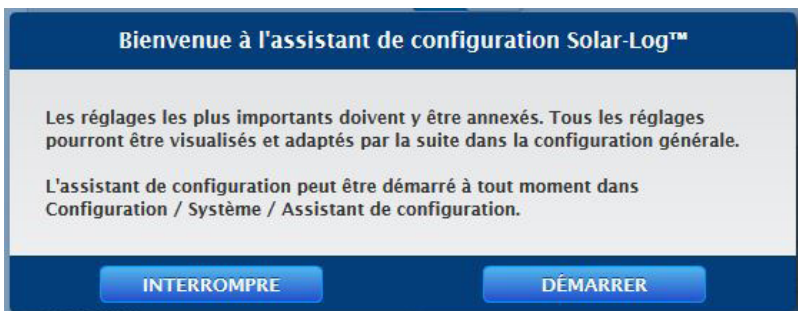 Bienvenue à l'assistant de configuration Solar-Log™
Les réglages les plus importants doivent y être annexés. Tous les réglages
pourront être visualisés et adaptés par la suite dans la configuration générale.
L'assistant de configuration peut être démarré à tout moment dans
Configuration / Système / Assistant de configuration.
INTERROMPRE DÉMARRER